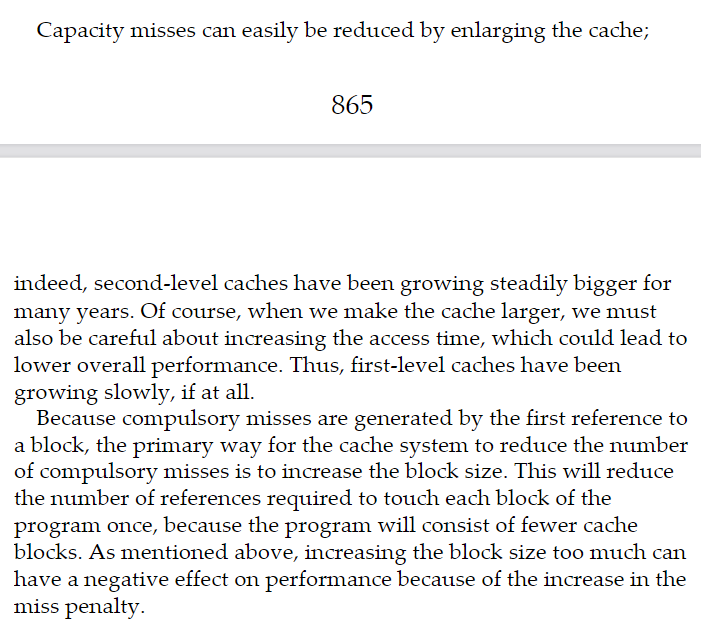 Capacity misses can easily be reduced by enlarging the cache;
865
indeed, second-level caches have been growing steadily bigger for
many years. Of course, when we make the cache larger, we must
also be careful about increasing the access time, which could lead to
lower overall performance. Thus, first-level caches have been
growing slowly, if at all.
Because compulsory misses are generated by the first reference to
a block, the primary way for the cache system to reduce the number
of compulsory misses is to increase the block size. This will reduce
the number of references required to touch each block of the
program once, because the program will consist of fewer cache
blocks. As mentioned above, increasing the block size too much can
have a negative effect on performance because of the increase in the
miss penalty.